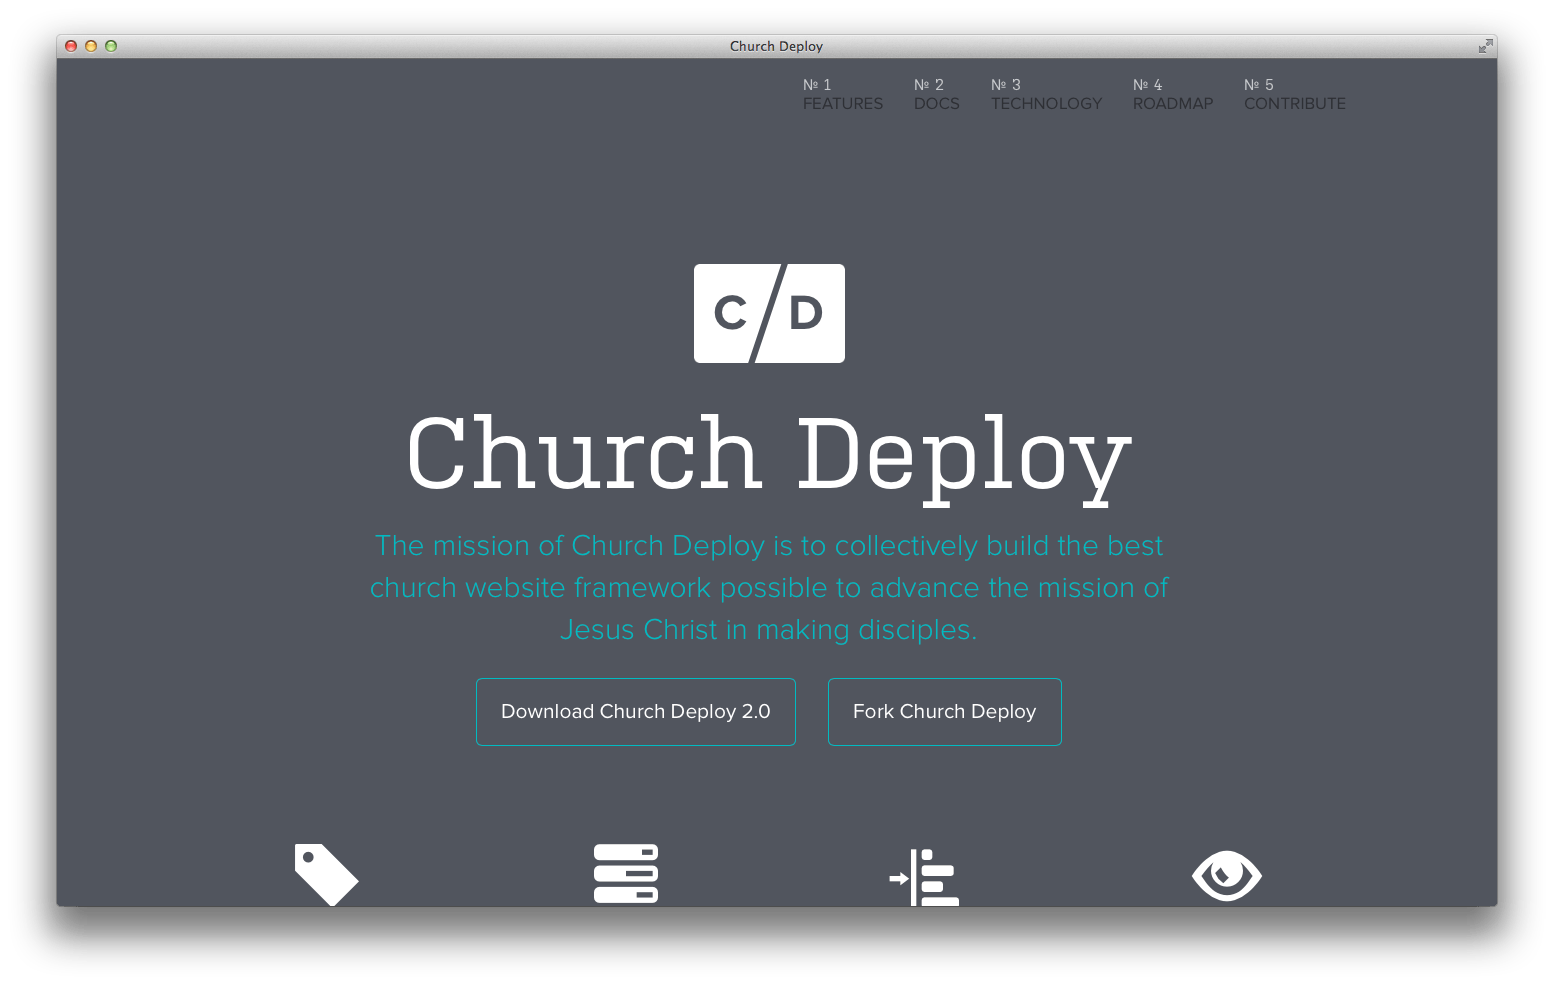 Church Deploy
№ 1 № 2 № 3 № 4 № 5
FEATURES DOCS TECHNOLOGY ROADMAP CONTRIBUTE
C/D
Church Deploy
The mission of Church Deploy is to collectively build the best
church website framework possible to advance the mission of
Jesus Christ in making disciples.
Download Church Deploy 2.0 Fork Church Deploy